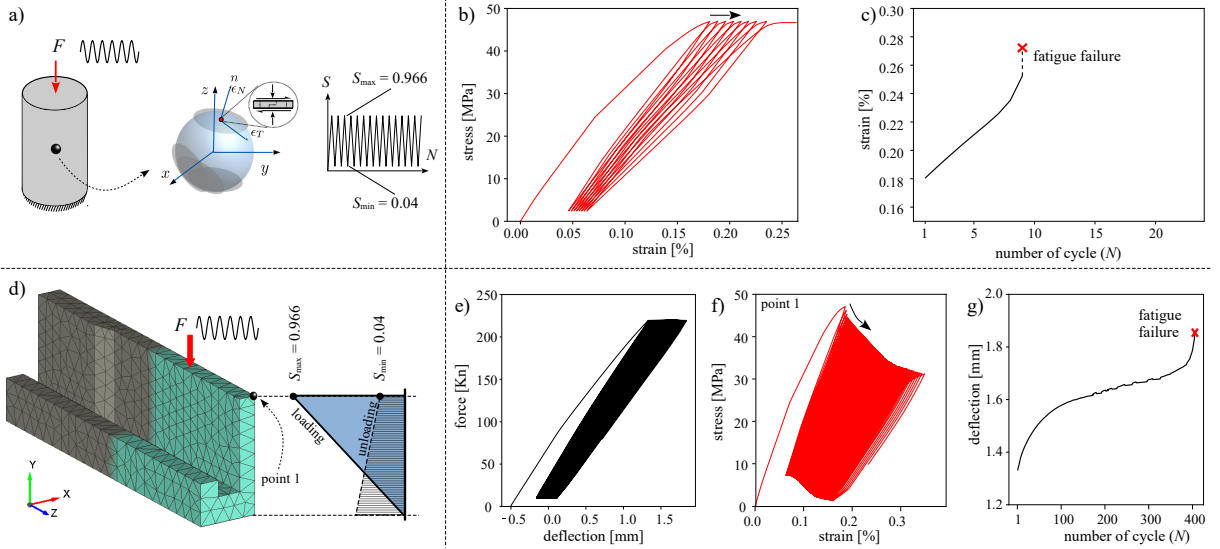 a)
F
n
z
ϵN
ϵT
x
y
S
Smax = 0.966
N
Smin = 0.04
b)
50
40
30
20
10
0
stress [MPa]
0.00
0.05
0.10
0.15
0.20
0.25
strain [%]
c)
0.30
0.28
0.26
0.24
0.22
0.20
0.18
0.16
strain [%]
fatigue failure
1
5
10
15
20
number of cycle (N)
d)
F
Smax = 0.966
Smin = 0.04
loading
unloading
point 1
Y
X
Z
e)
250
200
150
100
50
0
force [Kn]
−0.5
0.0
0.5
1.0
1.5
deflection [mm]
f)
50
40
30
20
10
0
stress [MPa]
point 1
0.0
0.1
0.2
0.3
strain [%]
g)
2.0
1.8
1.6
1.4
1.2
deflection [mm]
fatigue
failure
1
100
200
300
400
number of cycle (N)